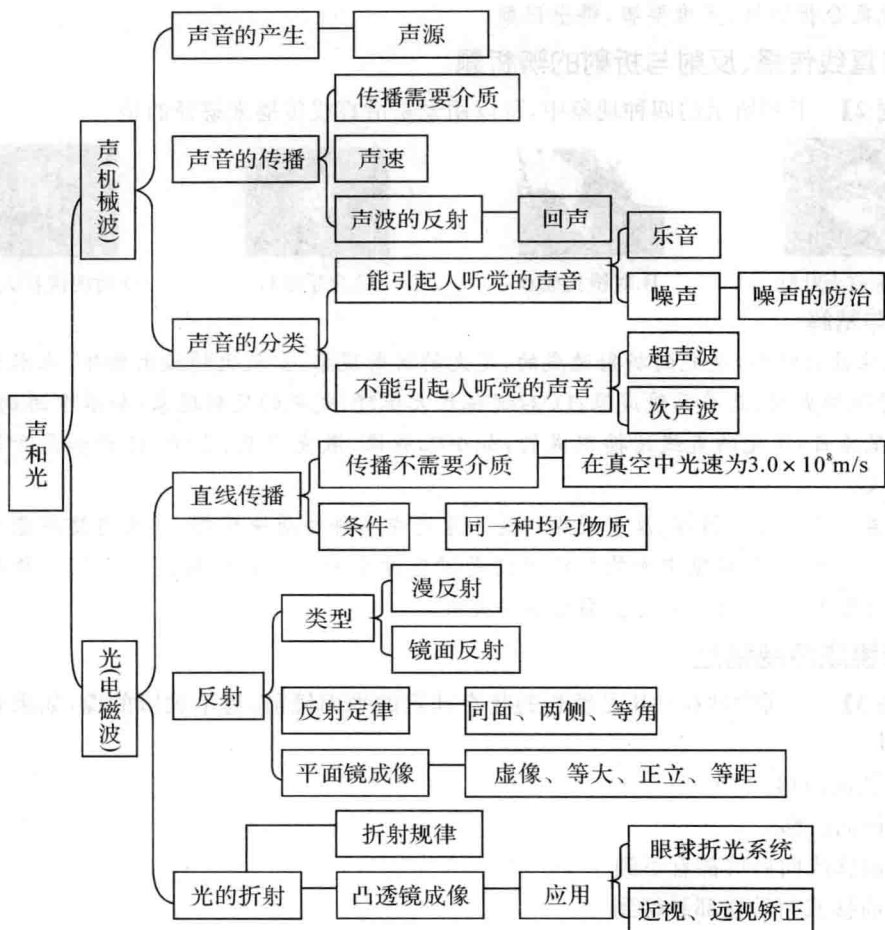 声音的产生
声源
传播需要介质
声音的传播
声速
声波的反射
回声
乐音
能引起人听觉的声音
噪声
噪声的防治
声音的分类
超声波
不能引起人听觉的声音
次声波
声(机械波)
声和光
传播不需要介质
在真空中光速为3.0×10⁸m/s
直线传播
条件
同一种均匀物质
漫反射
类型
镜面反射
光(电磁波)
反射
反射定律
同面、两侧、等角
平面镜成像
虚像、等大、正立、等距
折射规律
眼球折光系统
光的折射
凸透镜成像
应用
近视、远视矫正